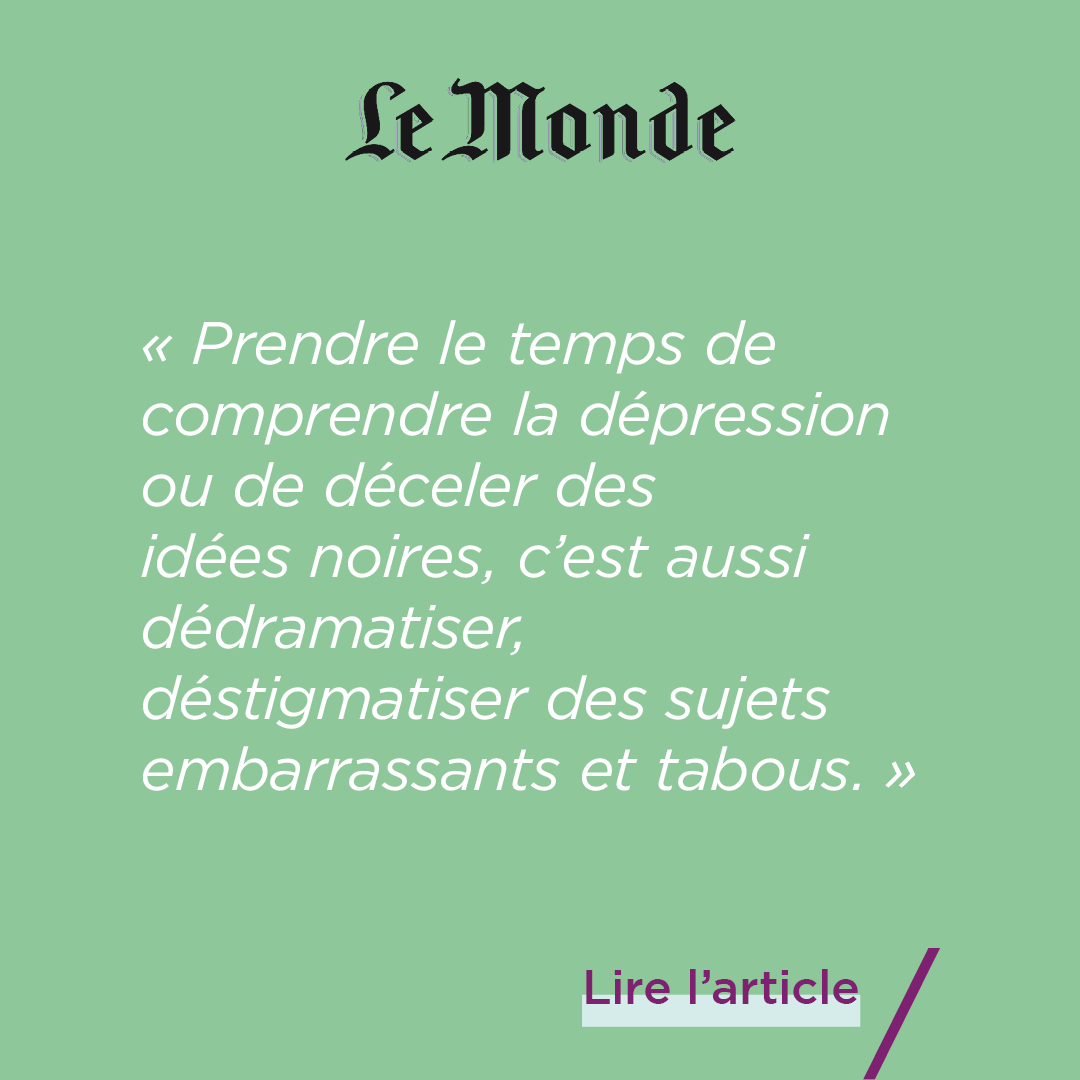 Le Monde
« Prendre le temps de
comprendre la dépression
ou de déceler des
idées noires, c’est aussi
dédramatiser,
déstigmatiser des sujets
embarrassants et tabous. »
Lire l’article